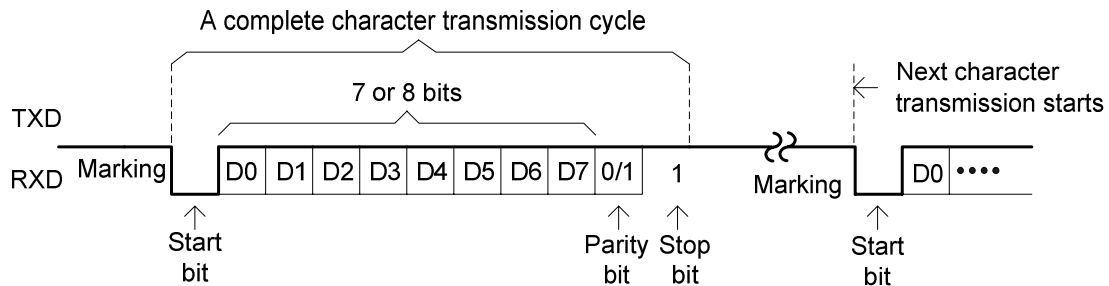 A complete character transmission cycle
7 or 8 bits
Next character
transmission starts
TXD
RXD
Marking
D0 D1 D2 D3 D4 D5 D6 D7 0/1 1
Marking
D0 ••••
Start
bit
Parity
bit
Stop
bit
Start
bit